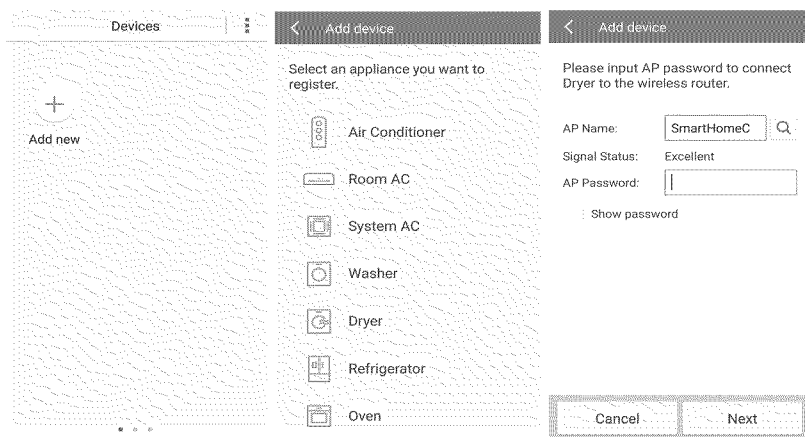 Devices
Add new
Add device
Select an appliance you want to
register.
Air Conditioner
Room AC
System AC
Washer
Dryer
Refrigerator
Oven
Add device
Please input AP password to connect
Dryer to the wireless router.
AP Name: SmartHomeC
Signal Status: Excellent
AP Password:
Show password
Cancel Next